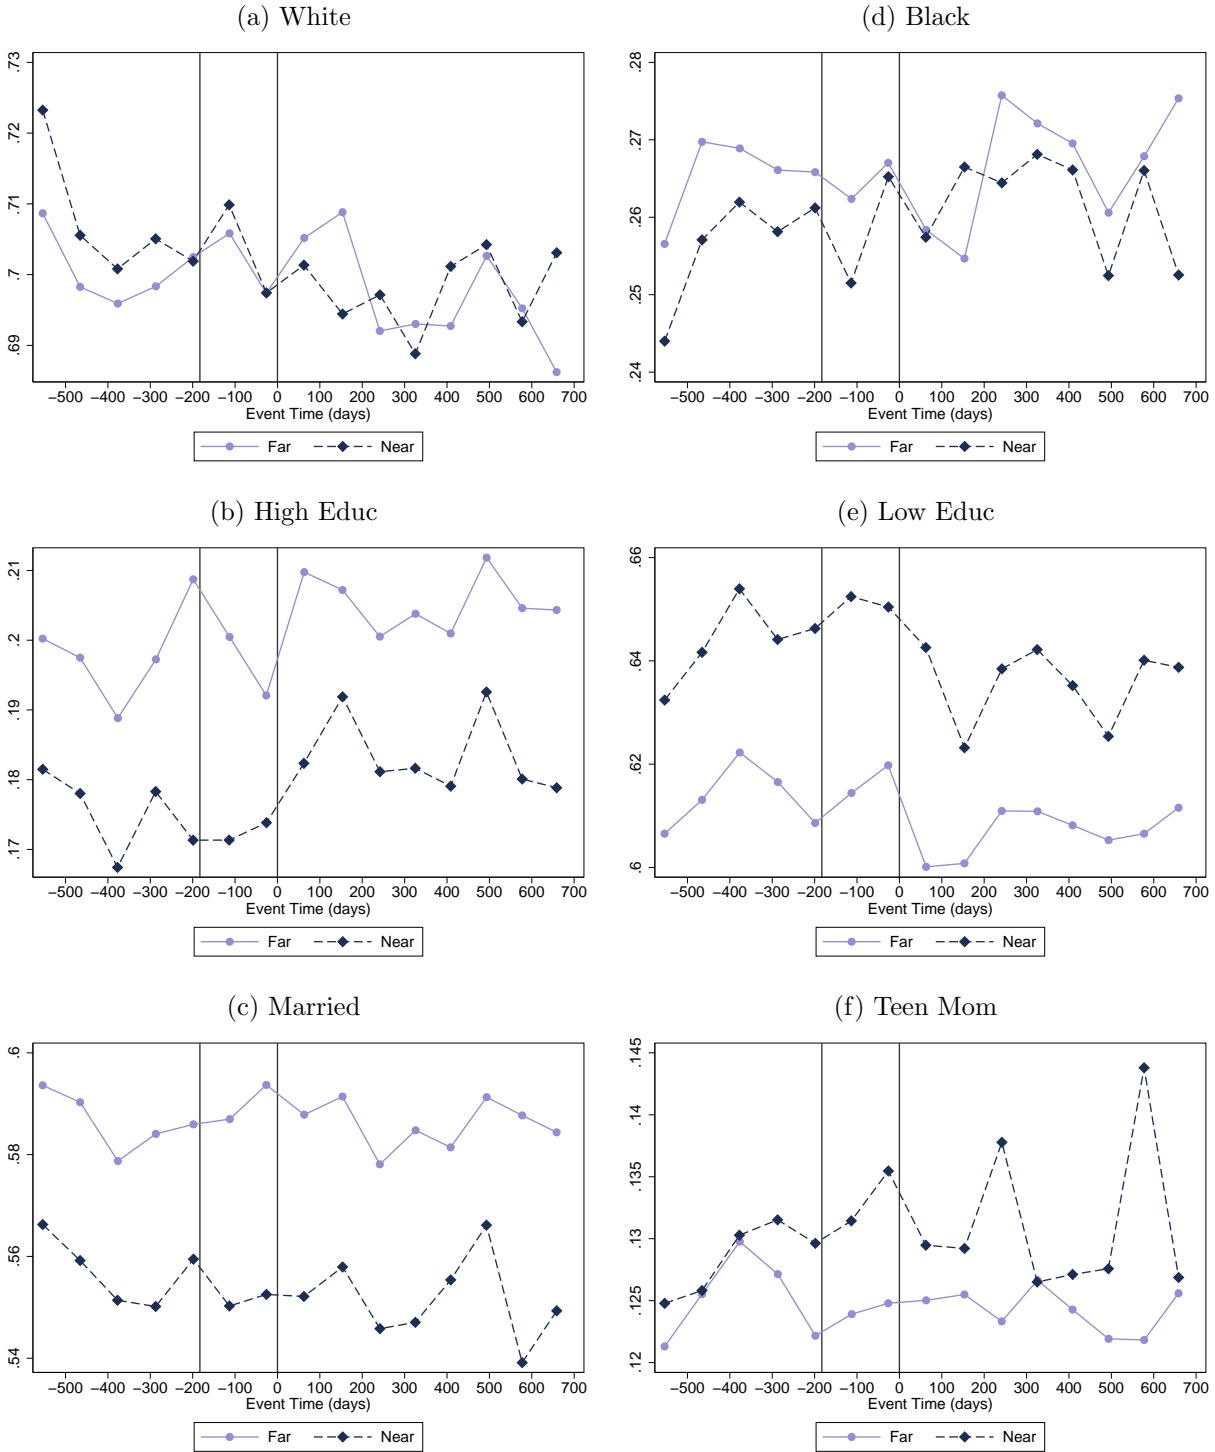 (a) White
.73
.72
.71
.7
.69
−500 −400 −300 −200 −100 0 100 200 300 400 500 600 700
Event Time (days)
Far Near
(d) Black
.28
.27
.26
.25
.24
−500 −400 −300 −200 −100 0 100 200 300 400 500 600 700
Event Time (days)
Far Near
(b) High Educ
.21
.2
.19
.18
.17
−500 −400 −300 −200 −100 0 100 200 300 400 500 600 700
Event Time (days)
Far Near
(e) Low Educ
.66
.64
.62
.6
−500 −400 −300 −200 −100 0 100 200 300 400 500 600 700
Event Time (days)
Far Near
(c) Married
.6
.58
.56
.54
−500 −400 −300 −200 −100 0 100 200 300 400 500 600 700
Event Time (days)
Far Near
(f) Teen Mom
.145
.14
.135
.13
.125
.12
−500 −400 −300 −200 −100 0 100 200 300 400 500 600 700
Event Time (days)
Far Near